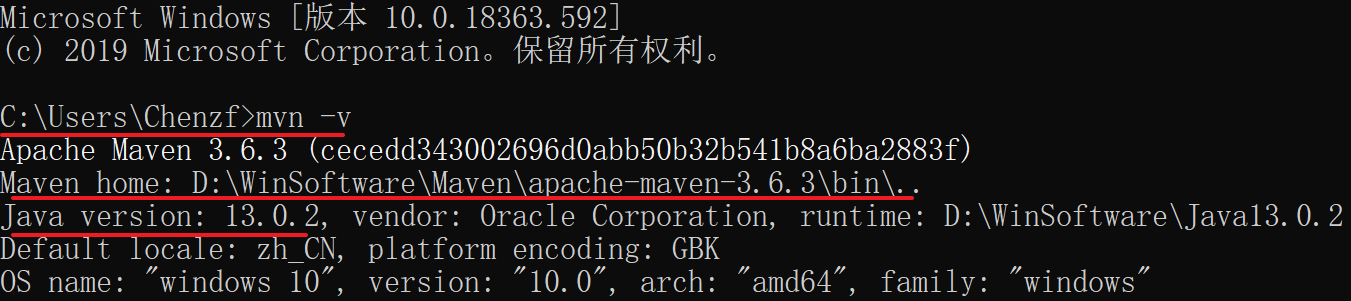 Microsoft Windows [版本 10.0.18363.592]
(c) 2019 Microsoft Corporation。保留所有权利。
C:\Users\Chenzf>mvn -v
Apache Maven 3.6.3 (cecedd343002696d0abb50b32b541b8a6ba2883f)
Maven home: D:\WinSoftware\Maven\apache-maven-3.6.3\bin\..
Java version: 13.0.2, vendor: Oracle Corporation, runtime: D:\WinSoftware\Java13.0.2
Default locale: zh_CN, platform encoding: GBK
OS name: "windows 10", version: "10.0", arch: "amd64", family: "windows"